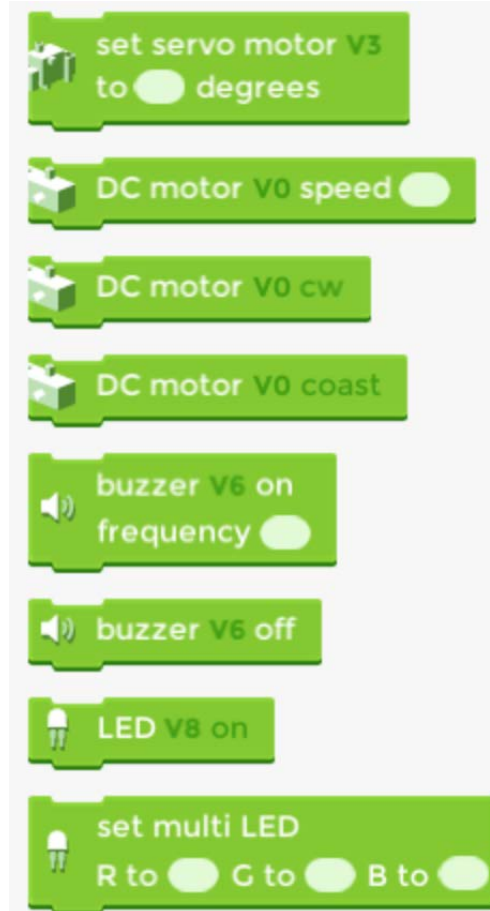 set servo motor V3
to degrees
DC motor V0 speed
DC motor V0 cw
DC motor V0 coast
buzzer V6 on
frequency
buzzer V6 off
LED V8 on
set multi LED
R to G to B to